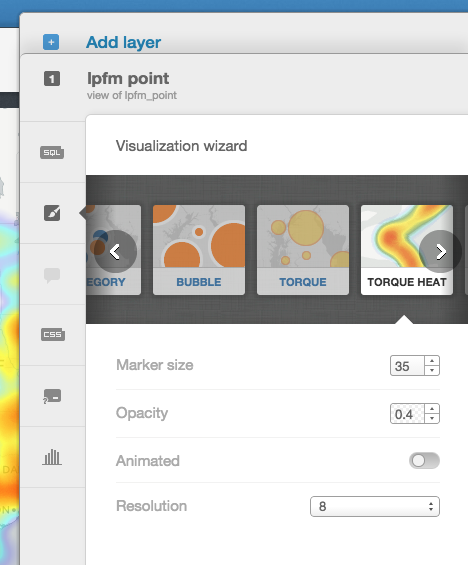 + Add layer
1 lpfm point
view of lpfm_point
SQL
Visualization wizard
EGORY
BUBBLE
TORQUE
TORQUE HEAT
CSS
Marker size
35
Opacity
0.4
Animated
Resolution
8